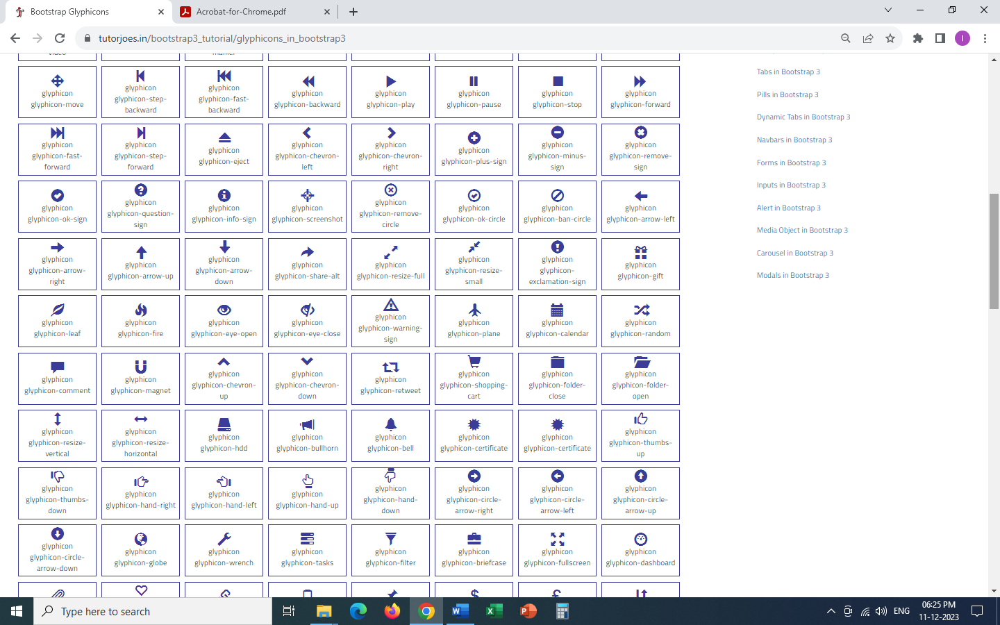 Bootstrap Glyphicons
Acrobat-for-Chrome.pdf
tutorjoes.in/bootstrap3_tutorial/glyphicons_in_bootstrap3
I
video
marker
glyphicon
glyphicon-move
glyphicon
glyphicon-step-
backward
glyphicon
glyphicon-fast-
backward
glyphicon
glyphicon-backward
glyphicon
glyphicon-play
glyphicon
glyphicon-pause
glyphicon
glyphicon-stop
glyphicon
glyphicon-forward
glyphicon
glyphicon-fast-
forward
glyphicon
glyphicon-step-
forward
glyphicon
glyphicon-eject
glyphicon
glyphicon-chevron-
left
glyphicon
glyphicon-chevron-
right
glyphicon
glyphicon-plus-sign
glyphicon
glyphicon-minus-
sign
glyphicon
glyphicon-remove-
sign
glyphicon
glyphicon-ok-sign
glyphicon
glyphicon-question-
sign
glyphicon
glyphicon-info-sign
glyphicon
glyphicon-screenshot
glyphicon
glyphicon-remove-
circle
glyphicon
glyphicon-ok-circle
glyphicon
glyphicon-ban-circle
glyphicon
glyphicon-arrow-left
glyphicon
glyphicon-arrow-
right
glyphicon
glyphicon-arrow-up
glyphicon
glyphicon-arrow-
down
glyphicon
glyphicon-share-alt
glyphicon
glyphicon-resize-full
glyphicon
glyphicon-resize-
small
glyphicon
glyphicon-
exclamation-sign
glyphicon
glyphicon-gift
glyphicon
glyphicon-leaf
glyphicon
glyphicon-fire
glyphicon
glyphicon-eye-open
glyphicon
glyphicon-eye-close
glyphicon
glyphicon-warning-
sign
glyphicon
glyphicon-plane
glyphicon
glyphicon-calendar
glyphicon
glyphicon-random
glyphicon
glyphicon-comment
glyphicon
glyphicon-magnet
glyphicon
glyphicon-chevron-
up
glyphicon
glyphicon-chevron-
down
glyphicon
glyphicon-retweet
glyphicon
glyphicon-shopping-
cart
glyphicon
glyphicon-folder-
close
glyphicon
glyphicon-folder-
open
glyphicon
glyphicon-resize-
vertical
glyphicon
glyphicon-resize-
horizontal
glyphicon
glyphicon-hdd
glyphicon
glyphicon-bullhorn
glyphicon
glyphicon-bell
glyphicon
glyphicon-certificate
glyphicon
glyphicon-certificate
glyphicon
glyphicon-thumbs-
up
glyphicon
glyphicon-thumbs-
down
glyphicon
glyphicon-hand-right
glyphicon
glyphicon-hand-left
glyphicon
glyphicon-hand-up
glyphicon
glyphicon-hand-
down
glyphicon
glyphicon-circle-
arrow-right
glyphicon
glyphicon-circle-
arrow-left
glyphicon
glyphicon-circle-
arrow-up
glyphicon
glyphicon-circle-
arrow-down
glyphicon
glyphicon-globe
glyphicon
glyphicon-wrench
glyphicon
glyphicon-tasks
glyphicon
glyphicon-filter
glyphicon
glyphicon-briefcase
glyphicon
glyphicon-fullscreen
glyphicon
glyphicon-dashboard
Tabs in Bootstrap 3
Pills in Bootstrap 3
Dynamic Tabs in Bootstrap 3
Navbars in Bootstrap 3
Forms in Bootstrap 3
Inputs in Bootstrap 3
Alert in Bootstrap 3
Media Object in Bootstrap 3
Carousel in Bootstrap 3
Modals in Bootstrap 3
Type here to search
ENG
06:25 PM
11-12-2023